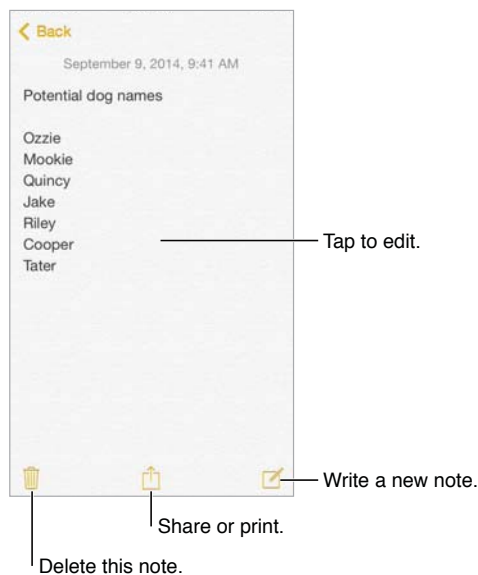 Back
September 9, 2014, 9:41 AM
Potential dog names
Ozzie
Mookie
Quincy
Jake
Riley
Cooper
Tater
Tap to edit.
Write a new note.
Share or print.
Delete this note.